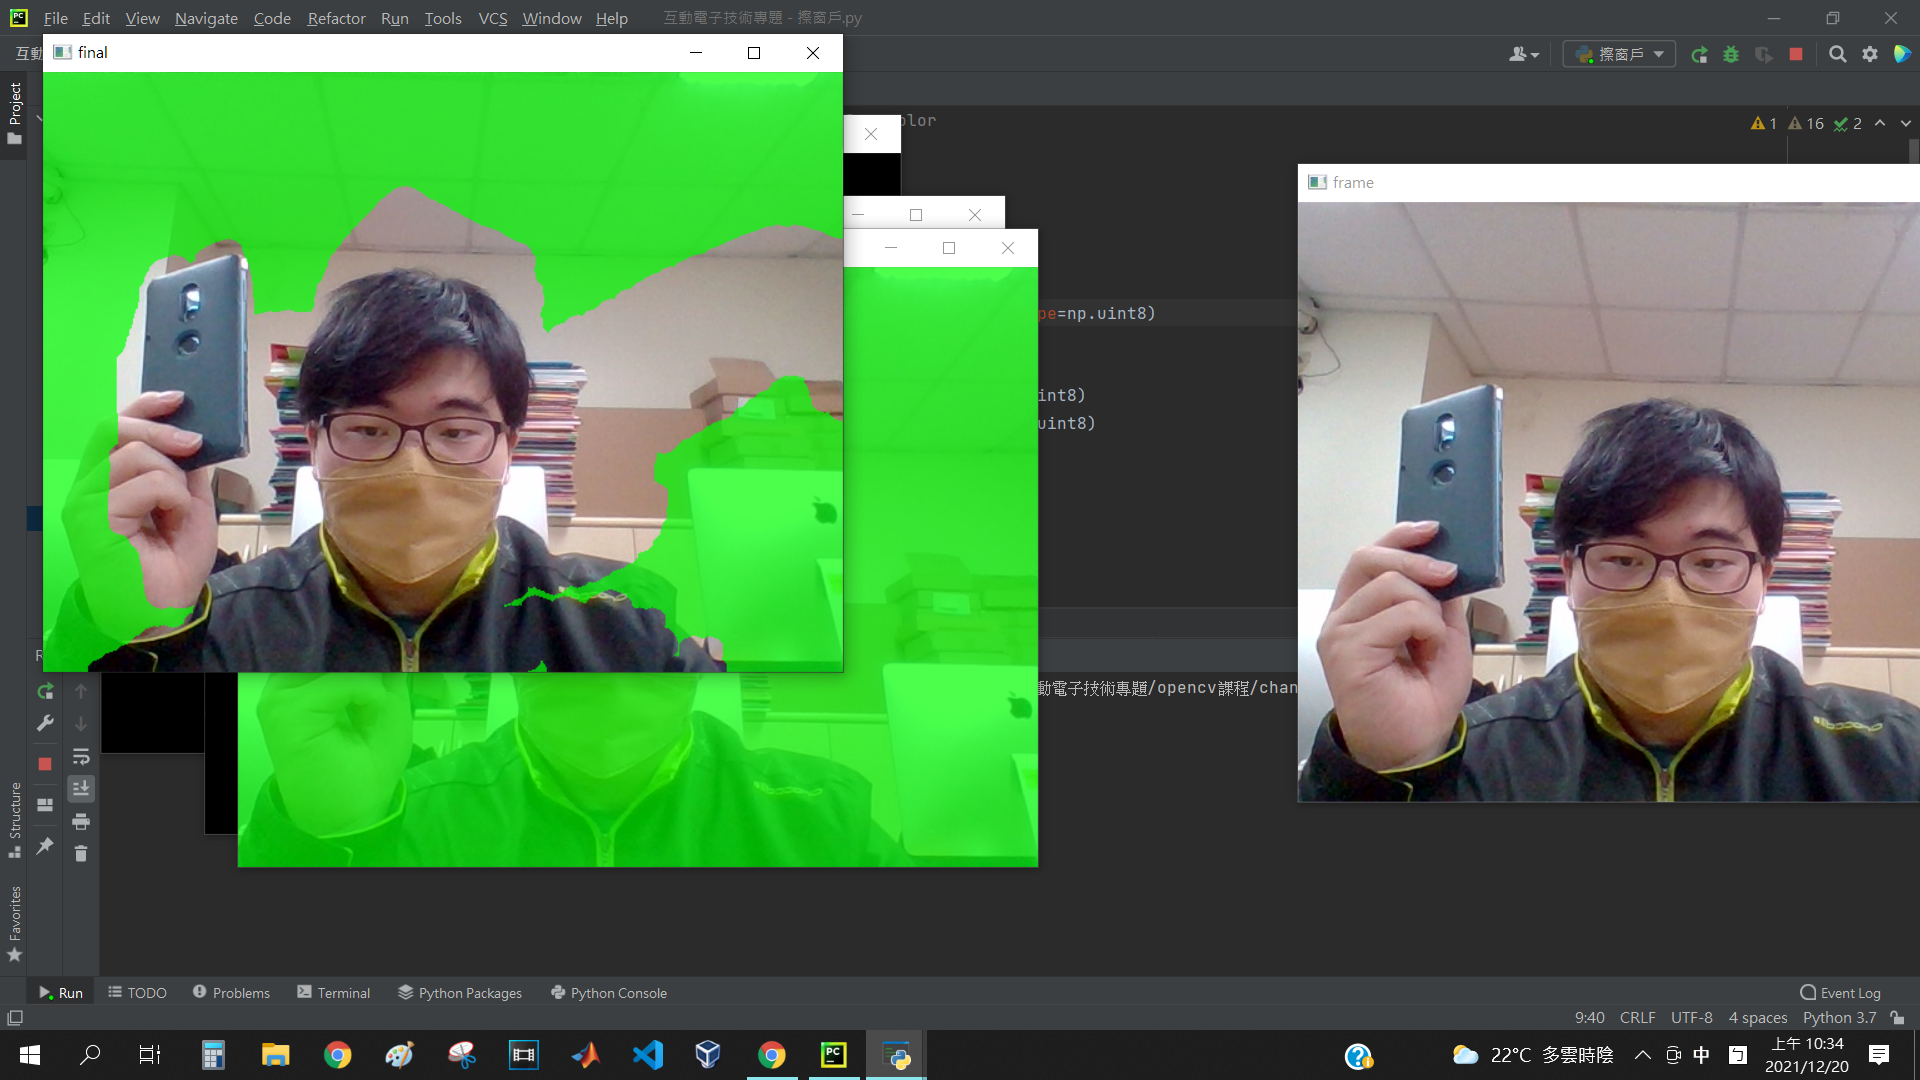 File Edit View Navigate Code Refactor Run Tools VCS Window Help 互動電子技術專題 - 擦窗戶.py
互動
擦窗戶
final
Project
olor
1 16 2
frame
pe=np.uint8)
int8)
uint8)
R
動電子技術專題/opencv課程/chan
Structure
Favorites
Run TODO Problems Terminal Python Packages Python Console Event Log
9:40 CRLF UTF-8 4 spaces Python 3.7
22°C 多雲時陰 中 上午 10:34
2021/12/20